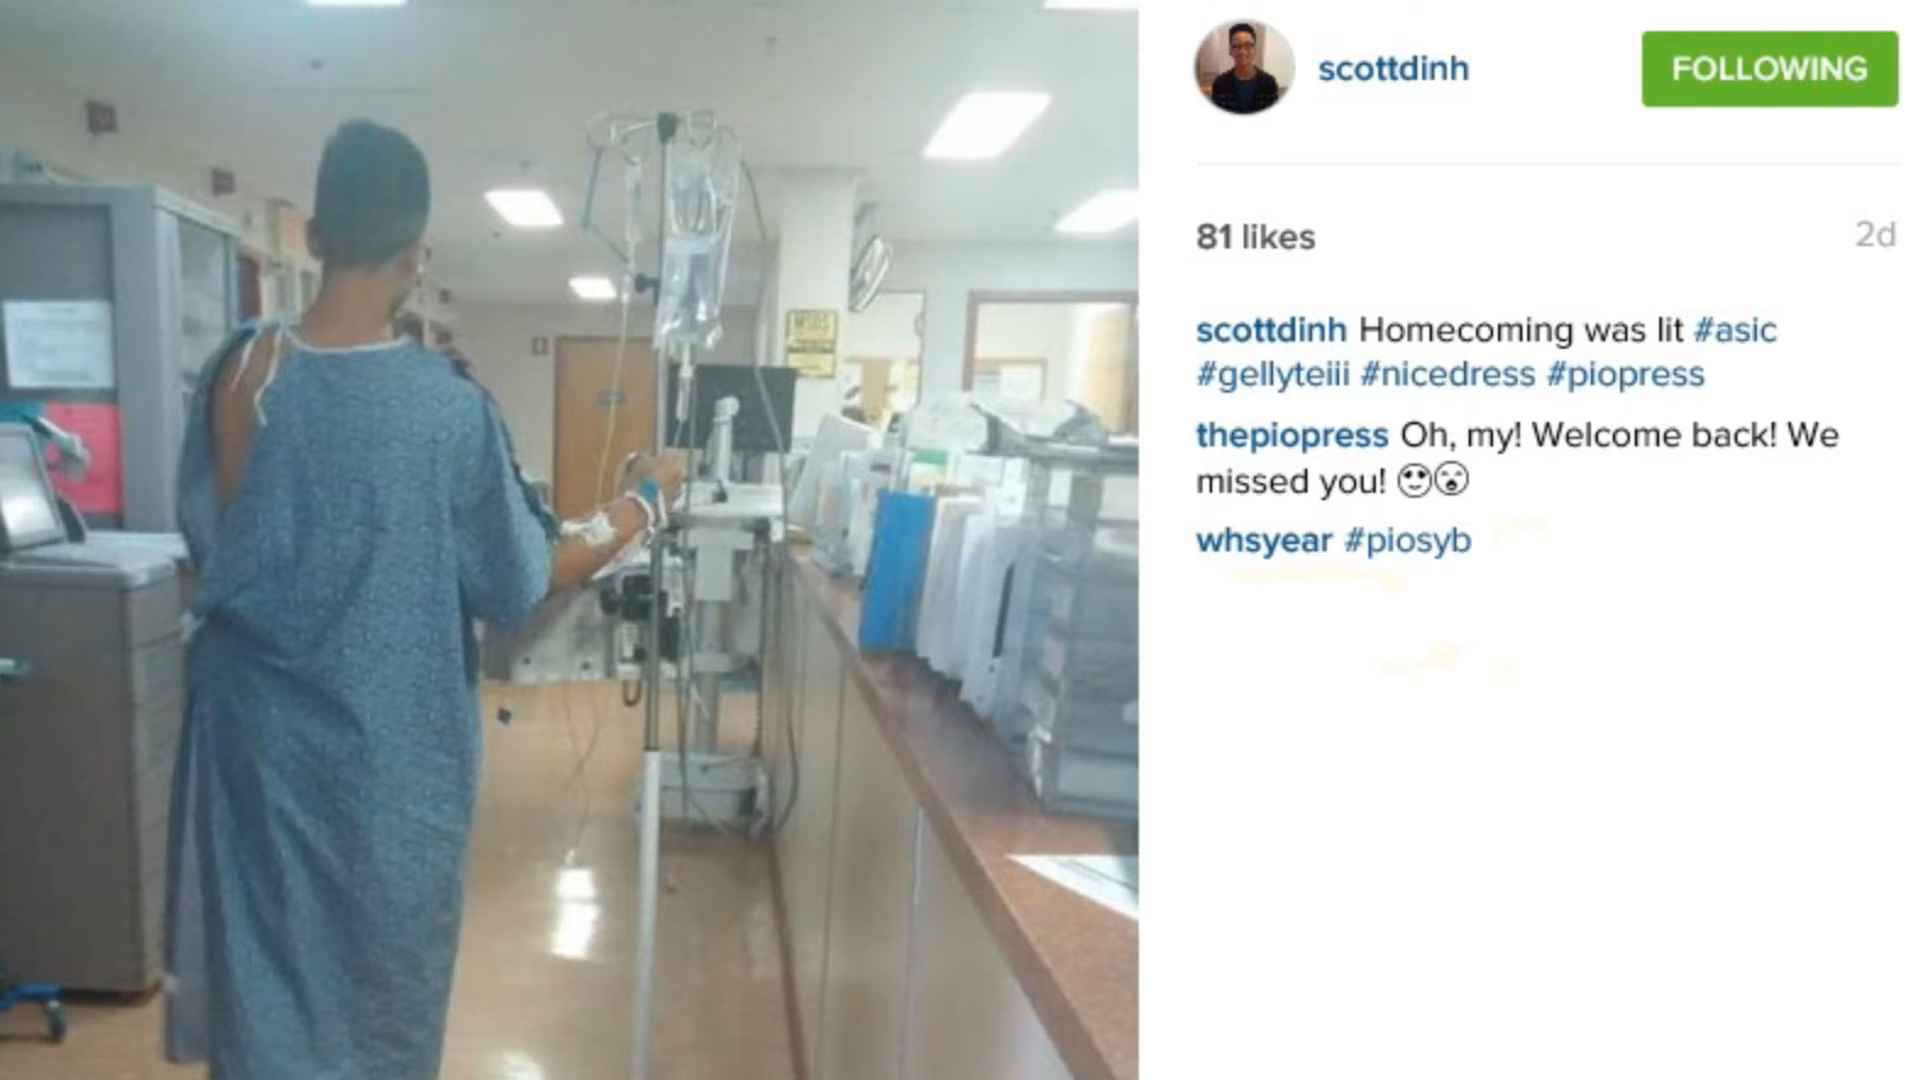 scottdinh
FOLLOWING
81 likes
2d
scottdinh Homecoming was lit #asic
#gellyteiii #nicedress #piopress
thepiopress Oh, my! Welcome back! We
missed you! 😍😮
whsyear #piosyb